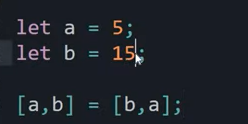 let a = 5;
let b = 15;
[a,b] = [b,a];